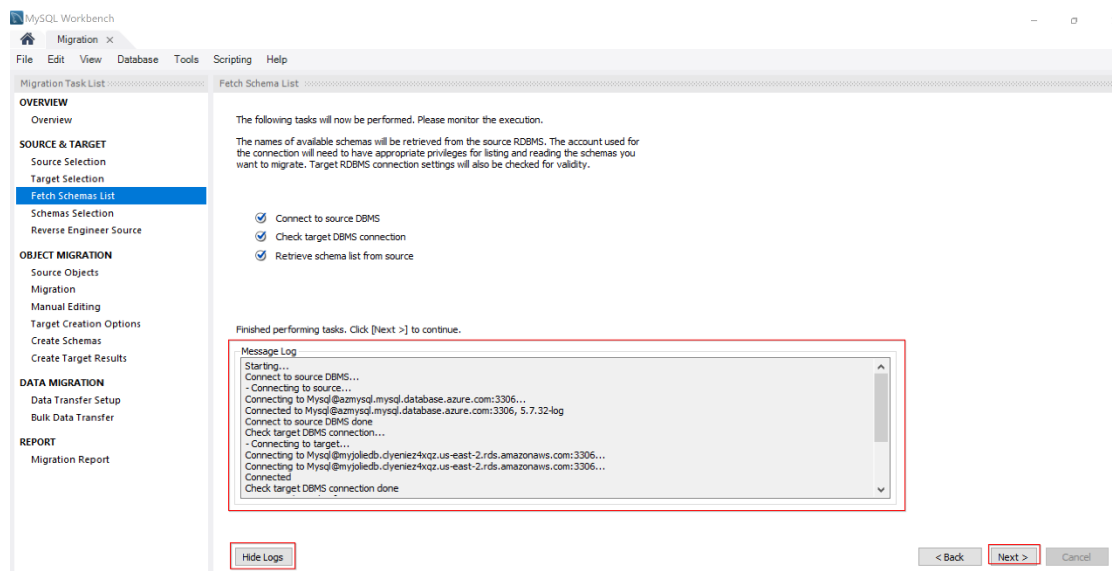 MySQL Workbench
Migration
File Edit View Database Tools Scripting Help
Migration Task List
OVERVIEW
Overview
SOURCE & TARGET
Source Selection
Target Selection
Fetch Schemas List
Schemas Selection
Reverse Engineer Source
OBJECT MIGRATION
Source Objects
Migration
Manual Editing
Target Creation Options
Create Schemas
Create Target Results
DATA MIGRATION
Data Transfer Setup
Bulk Data Transfer
REPORT
Migration Report
Fetch Schema List
The following tasks will now be performed. Please monitor the execution.
The names of available schemas will be retrieved from the source RDBMS. The account used for
the connection will need to have appropriate privileges for listing and reading the schemas you
want to migrate. Target RDBMS connection settings will also be checked for validity.
Connect to source DBMS
Check target DBMS connection
Retrieve schema list from source
Finished performing tasks. Click [Next >] to continue.
Message Log
Starting...
Connect to source DBMS...
- Connecting to source...
Connecting to Mysql@azmysql.mysql.database.azure.com:3306...
Connected to Mysql@azmysql.mysql.database.azure.com:3306, 5.7.32-log
Connect to source DBMS done
Check target DBMS connection...
- Connecting to target...
Connecting to Mysql@myjoliedb.clyeniez4xqz.us-east-2.rds.amazonaws.com:3306...
Connecting to Mysql@myjoliedb.clyeniez4xqz.us-east-2.rds.amazonaws.com:3306...
Connected
Check target DBMS connection done
Hide Logs
< Back Next > Cancel